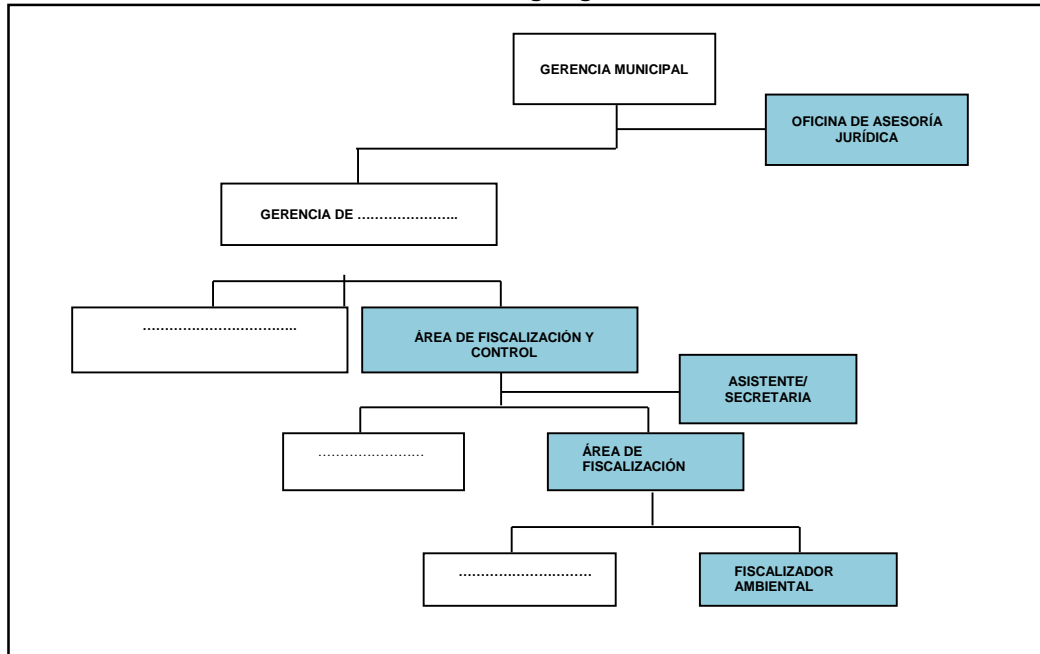 GERENCIA MUNICIPAL
OFICINA DE ASESORÍA
JURÍDICA
GERENCIA DE …………………..
……………………………..
ÁREA DE FISCALIZACIÓN Y
CONTROL
ASISTENTE/
SECRETARIA
……………………
ÁREA DE
FISCALIZACIÓN
…………………………
FISCALIZADOR
AMBIENTAL